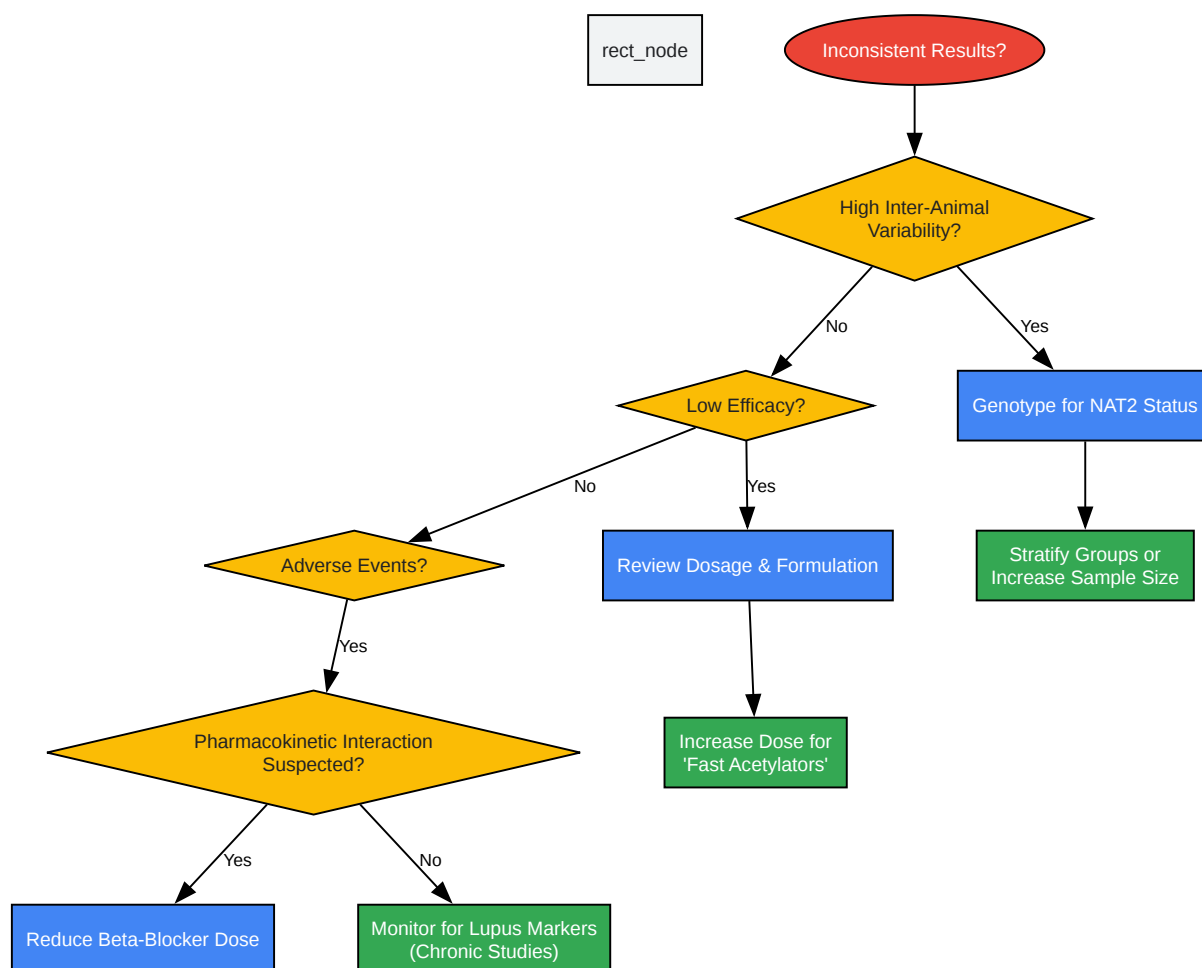 rect_node
Inconsistent Results?
High Inter-Animal
Variability?
No
Yes
Low Efficacy?
Genotype for NAT2 Status
No
Yes
Adverse Events?
Review Dosage & Formulation
Stratify Groups or
Increase Sample Size
Yes
Pharmacokinetic Interaction
Suspected?
Increase Dose for
'Fast Acetylators'
Yes
No
Reduce Beta-Blocker Dose
Monitor for Lupus Markers
(Chronic Studies)